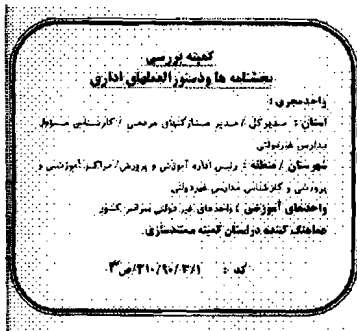 کمیته بررسی
بخشنامه ها ودستورالعملهای اداری
واحدمجری :
استان : مدیرکل / مدیر مشارکتهای مردمی / کارشناس مسئول
مدارس غیردولتی
شهرستان / منطقه : رئیس اداره آموزش و پرورش/ مراکز آموزشی و
پرورشی و کارشناس مدارس غیردولتی
واحدهای آموزشی : واحدهای غیر دولتی سراسر کشور
هماهنگ کننده دراستان کمیته مستندسازی.
کد :